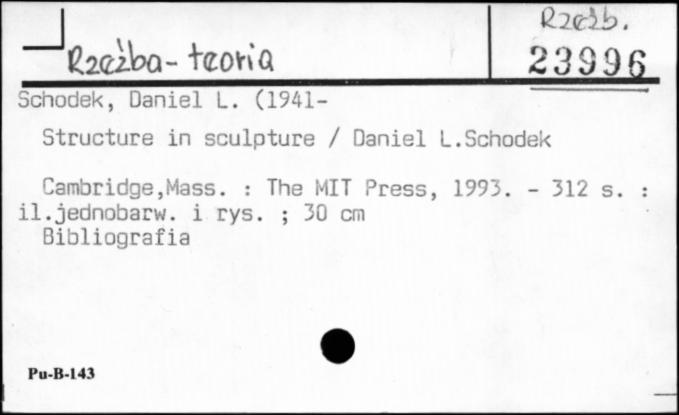 Rzeźb.
Rzeźba - teoria
23996
Schodek, Daniel L. (1941-
Structure in sculpture / Daniel L.Schodek
Cambridge,Mass. : The MIT Press, 1993. - 312 s. :
il.jednobarw. i rys. ; 30 cm
Bibliografia
Pu-B-143